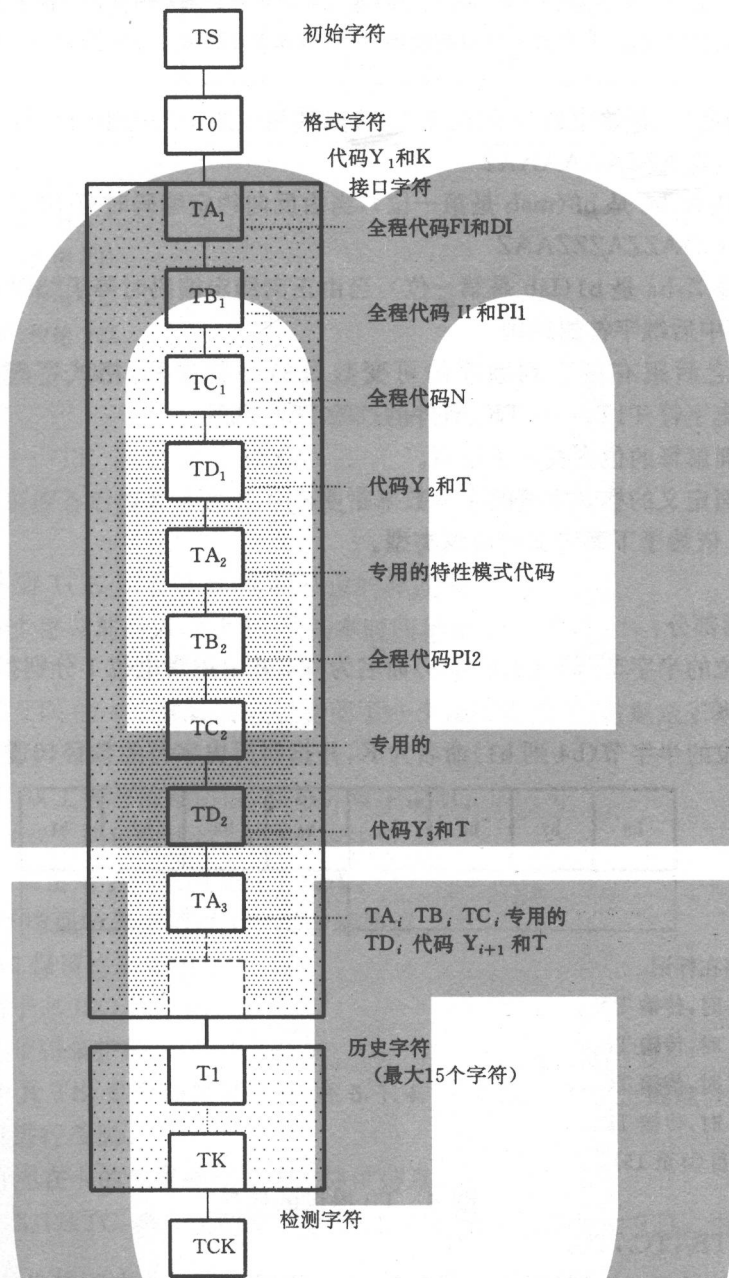 TS 初始字符
T0 格式字符
代码Y₁和K
接口字符
TA₁ 全程代码FI和DI
TB₁ 全程代码 II 和PI1
TC₁ 全程代码N
TD₁ 代码Y₂和T
TA₂ 专用的特性模式代码
TB₂ 全程代码PI2
TC₂ 专用的
TD₂ 代码Y₃和T
TA₃ TAᵢ TBᵢ TCᵢ 专用的
TDᵢ 代码 Yᵢ₊₁ 和T
历史字符
T1 （最大15个字符）
TK
检测字符
TCK